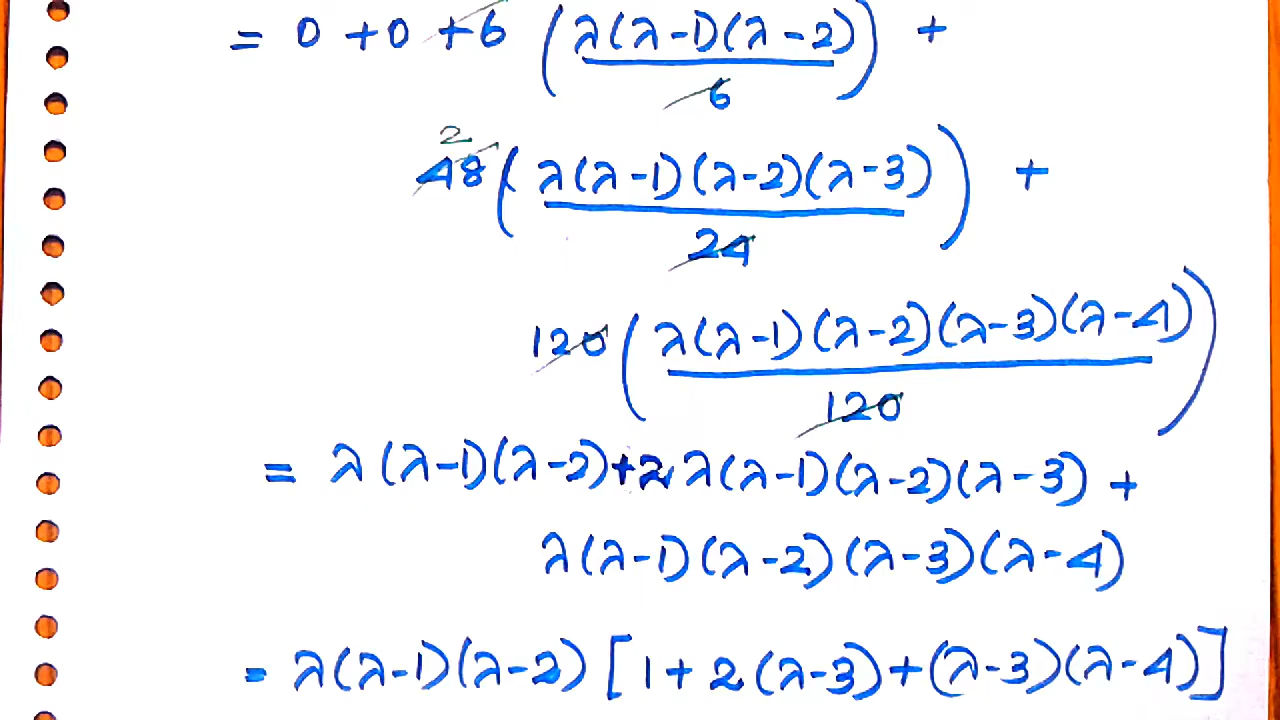 = 0 + 0 + 6 ( λ(λ-1)(λ-2) ) +
6
2
48 ( λ(λ-1)(λ-2)(λ-3) ) +
24
120 ( λ(λ-1)(λ-2)(λ-3)(λ-4) )
120
= λ(λ-1)(λ-2)+2λ(λ-1)(λ-2)(λ-3) +
λ(λ-1)(λ-2)(λ-3)(λ-4)
= λ(λ-1)(λ-2) [1+2(λ-3)+(λ-3)(λ-4)]